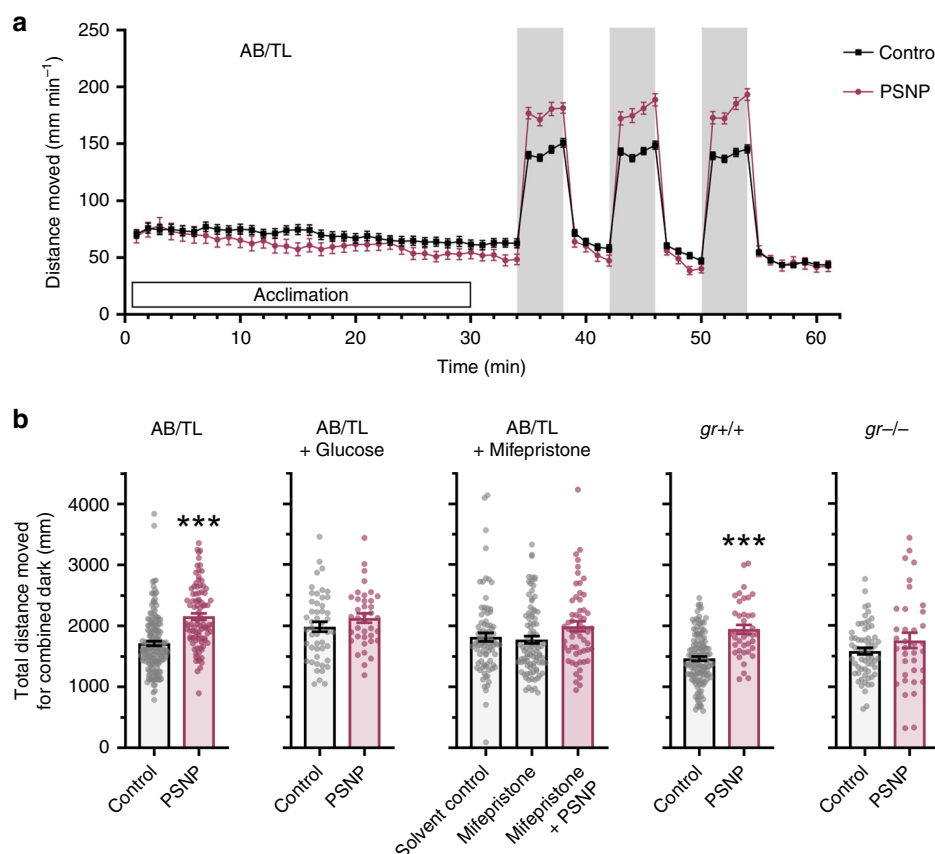 a
AB/TL
Contro
PSNP
Distance moved (mm min⁻¹)
250
200
150
100
50
0
Acclimation
0 10 20 30 40 50 60
Time (min)
b
AB/TL
AB/TL
+ Glucose
AB/TL
+ Mifepristone
gr+/+
gr–/–
Total distance moved
for combined dark (mm)
4000
3000
2000
1000
0
***
***
Control
PSNP
Control
PSNP
Solvent control
Mifepristone
Mifepristone
+ PSNP
Control
PSNP
Control
PSNP